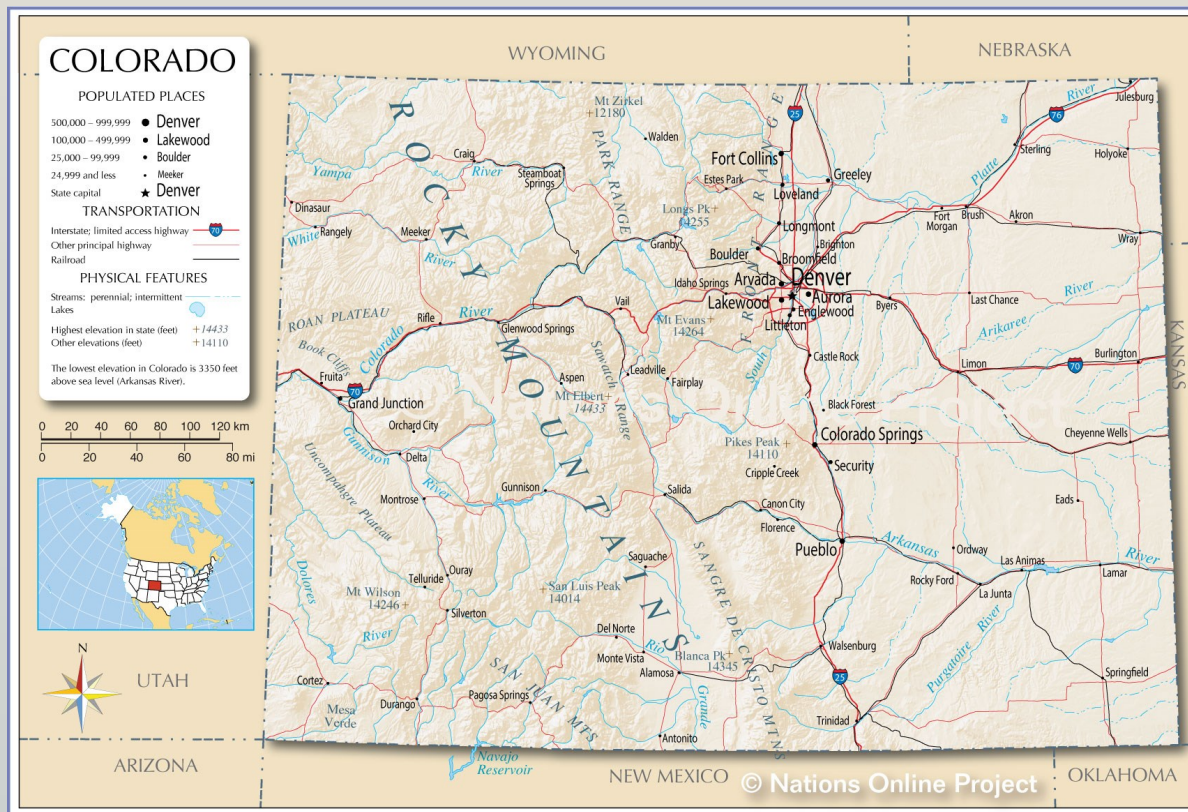 WYOMING
NEBRASKA
COLORADO
POPULATED PLACES
500,000 – 999,999 Denver
100,000 – 499,999 Lakewood
25,000 – 99,999 Boulder
24,999 and less Meeker
State capital Denver
TRANSPORTATION
Interstate; limited access highway 70
Other principal highway
Railroad
PHYSICAL FEATURES
Streams: perennial; intermittent
Lakes
Highest elevation in state (feet) +14433
Other elevations (feet) +14110
The lowest elevation in Colorado is 3350 feet
above sea level (Arkansas River).
0 20 40 60 80 100 120 km
0 20 40 60 80 mi
N
UTAH
ARIZONA
NEW MEXICO
OKLAHOMA
KANSAS
ROCKY MOUNTAINS
PARK RANGE
FRONT RANGE
Mt Zirkel
+12180
Walden
25
76
River
Julesburg
Sterling
Holyoke
Platte
Fort Collins
Greeley
Estes Park
Loveland
Craig
Yampa
River
Steamboat
Springs
Dinasaur
Rangely
White
Meeker
River
Longs Pk+
14255
Longmont
Granby
Boulder
Brighton
Broomfield
Fort
Morgan
Brush
Akron
Wray
Idaho Springs
Arvada
Denver
Lakewood
Aurora
Englewood
Littleton
Byers
Last Chance
River
Arikaree
ROAN PLATEAU
Rifle
River
Colorado
Book Cliffs
Glenwood Springs
Vail
Mt Evans+
14264
South
Castle Rock
Limon
70
Burlington
Fruita
70
Grand Junction
Aspen
Mt Elbert+
14433
Sawatch Range
Leadville
Fairplay
Black Forest
Orchard City
Gunnison
River
Delta
Uncompahgre Plateau
Colorado Springs
Pikes Peak +
14110
Cripple Creek
Security
Cheyenne Wells
Montrose
Gunnison
Salida
Canon City
Florence
Eads
Pueblo
Arkansas
River
Ordway
Las Animas
Rocky Ford
La Junta
Lamar
Saguache
Ouray
Telluride
Mt Wilson
14246+
Silverton
San Luis Peak
+14014
SANGRE DE CRISTO MTNS
Dolores
River
Del Norte
Monte Vista
Rio
Grande
Blanca Pk+
14345
Alamosa
Walsenburg
25
Purgatoire
River
Springfield
Cortez
Mesa
Verde
Durango
Pagosa Springs
SAN JUAN MTS
Antonito
Trinidad
Navajo
Reservoir
© Nations Online Project